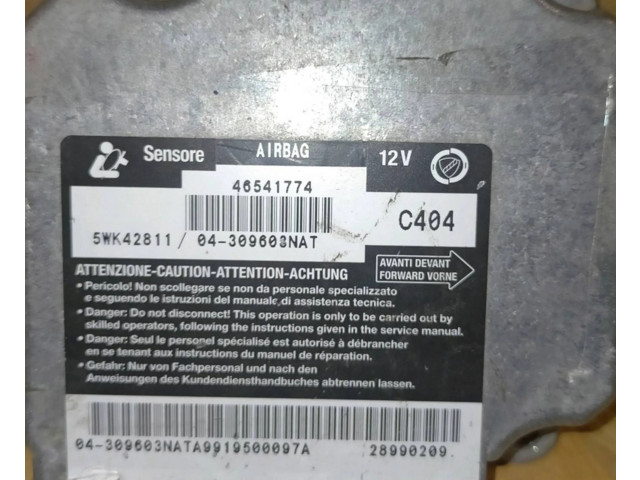 Sensore AIRBAG 12V
46541774
5WK42811 / 04-309603NAT C404
ATTENZIONE-CAUTION-ATTENTION-ACHTUNG
AVANTI DEVANT
FORWARD VORNE
• Pericolo! Non scollegare se non da personale specializzato
e seguendo le istruzioni del manuale di assistenza tecnica.
• Danger: Do not disconnect! This operation is only to be carried out by
skilled operators, following the instructions given in the service manual.
• Danger: Seul le personel spécialisé est autorisé à débrancher
en se tenant aux instructions du manuel de réparation.
• Gefahr: Nur von Fachpersonal und nach den
Anweisungen des Kundendiensthandbuches abtrennen lassen.
04-309603NATA9919500097A 28990209